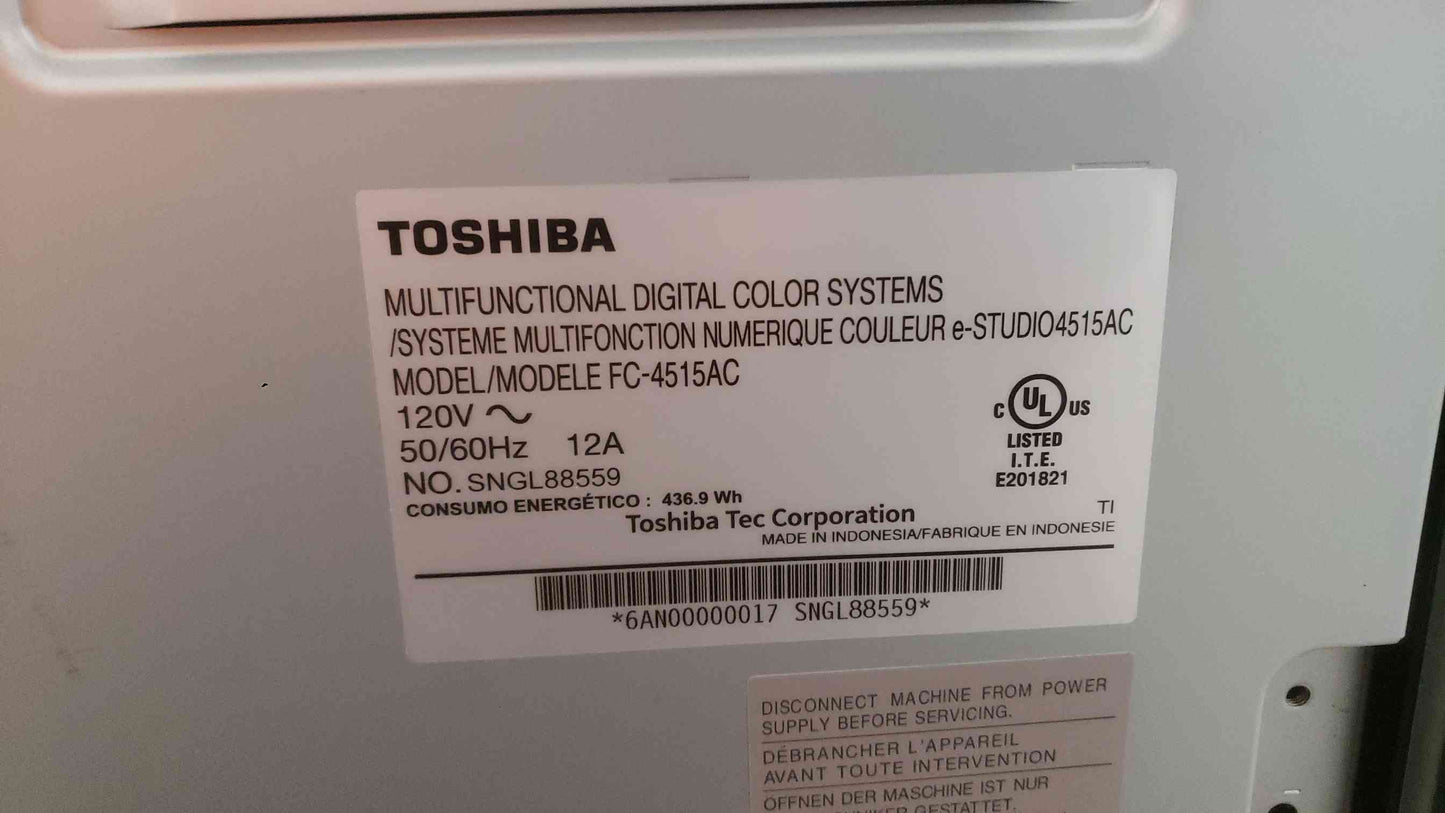 TOSHIBA
MULTIFUNCTIONAL DIGITAL COLOR SYSTEMS
/SYSTEME MULTIFONCTION NUMERIQUE COULEUR e-STUDIO4515AC
MODEL/MODELE FC-4515AC
120V ~
50/60Hz 12A
NO. SNGL88559
CONSUMO ENERGÉTICO : 436.9 Wh
C UL US
LISTED
I.T.E.
E201821
Toshiba Tec Corporation
TI
MADE IN INDONESIA/FABRIQUE EN INDONESIE
*6AN00000017 SNGL88559*
DISCONNECT MACHINE FROM POWER
SUPPLY BEFORE SERVICING.
DÉBRANCHER L'APPAREIL
AVANT TOUTE INTERVENTION
ÖFFNEN DER MASCHINE IST NUR
GESTATTET.